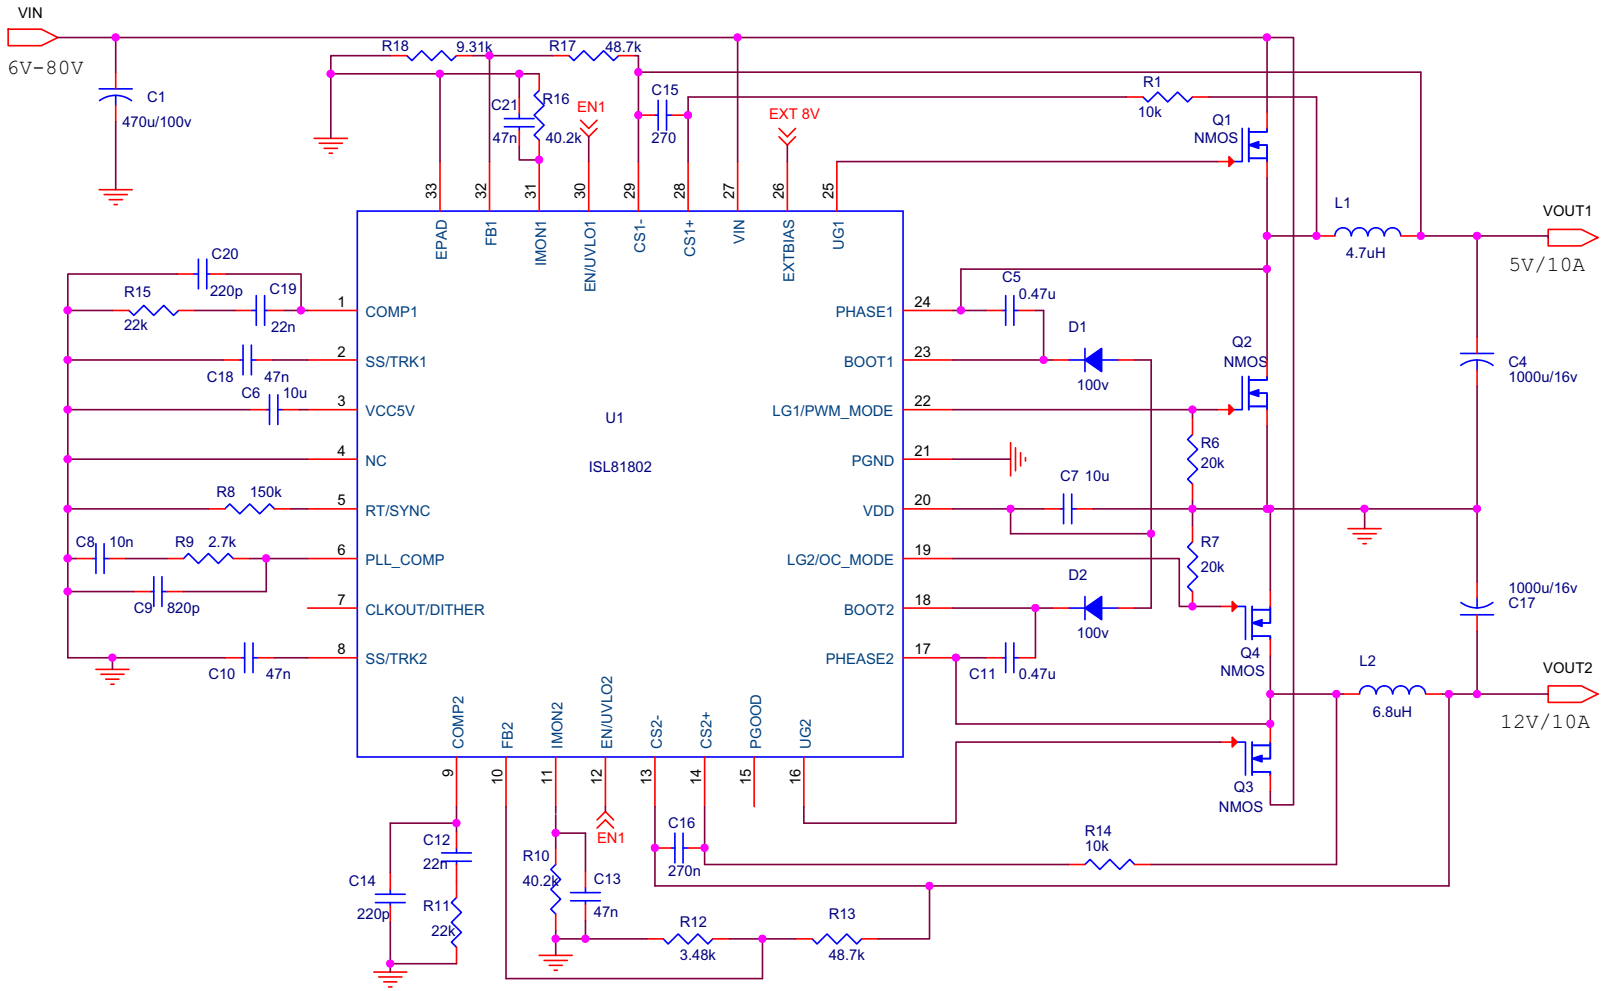 VIN
6V-80V
C1
470u/100v
R18
9.31k
R17
48.7k
C21
47n
R16
40.2k
EN1
C15
270
EXT 8V
R1
10k
Q1
NMOS
33
32
31
30
29
28
27
26
25
EPAD
FB1
IMON1
EN/UVLO1
CS1-
CS1+
VIN
EXTBIAS
UG1
L1
4.7uH
VOUT1
5V/10A
C20
220p
R15
22k
C19
22n
C18
47n
C6
10u
R8
150k
C8
10n
R9
2.7k
C9
820p
C10
47n
1
COMP1
2
SS/TRK1
3
VCC5V
4
NC
5
RT/SYNC
6
PLL_COMP
7
CLKOUT/DITHER
8
SS/TRK2
U1
ISL81802
PHASE1
24
BOOT1
23
LG1/PWM_MODE
22
PGND
21
VDD
20
LG2/OC_MODE
19
BOOT2
18
PHEASE2
17
C5
0.47u
D1
100v
Q2
NMOS
R6
20k
C7
10u
R7
20k
D2
100v
C11
0.47u
C4
1000u/16v
1000u/16v
C17
Q4
NMOS
L2
6.8uH
VOUT2
12V/10A
Q3
NMOS
COMP2
FB2
IMON2
EN/UVLO2
CS2-
CS2+
PGOOD
UG2
9
10
11
12
13
14
15
16
EN1
C12
22n
C14
220p
R11
22k
R10
40.2k
C13
47n
C16
270n
R14
10k
R12
3.48k
R13
48.7k